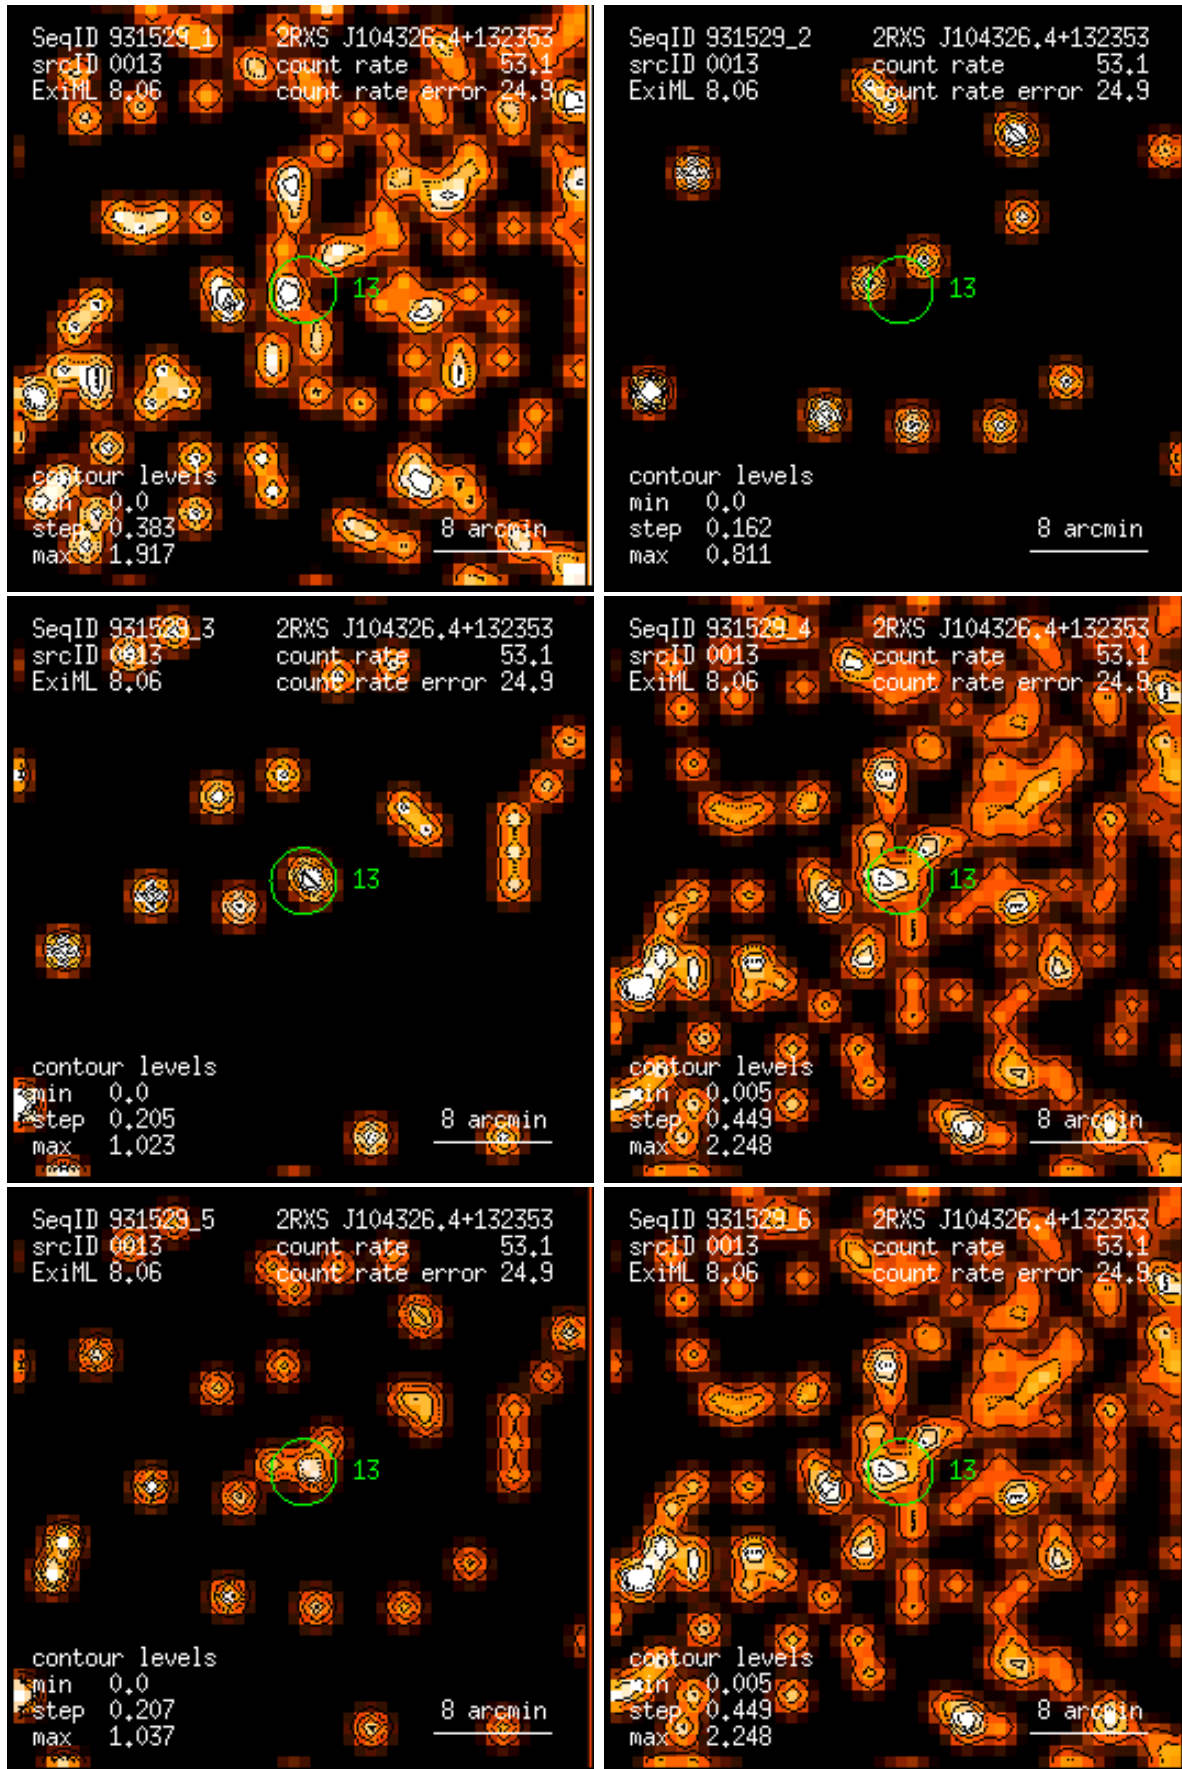 SeqID 931529_1 2RXS J104326.4+132353
srcID 0013 count rate 53.1
ExiML 8.06 count rate error 24.9
13
contour levels
min 0.0
step 0.383
max 1.917
8 arcmin
SeqID 931529_2 2RXS J104326.4+132353
srcID 0013 count rate 53.1
ExiML 8.06 count rate error 24.9
13
contour levels
min 0.0
step 0.162
max 0.811
8 arcmin
SeqID 931529_3 2RXS J104326.4+132353
srcID 0013 count rate 53.1
ExiML 8.06 count rate error 24.9
13
contour levels
min 0.0
step 0.205
max 1.023
8 arcmin
SeqID 931529_4 2RXS J104326.4+132353
srcID 0013 count rate 53.1
ExiML 8.06 count rate error 24.9
13
contour levels
min 0.005
step 0.449
max 2.248
8 arcmin
SeqID 931529_5 2RXS J104326.4+132353
srcID 0013 count rate 53.1
ExiML 8.06 count rate error 24.9
13
contour levels
min 0.0
step 0.207
max 1.037
8 arcmin
SeqID 931529_6 2RXS J104326.4+132353
srcID 0013 count rate 53.1
ExiML 8.06 count rate error 24.9
13
contour levels
min 0.005
step 0.449
max 2.248
8 arcmin